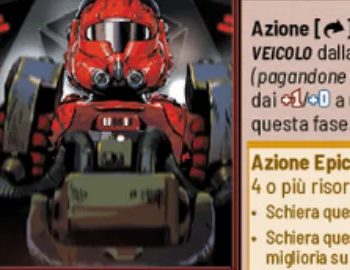 Azione [
VEICOLO dalla
(pagandone
dai +1/+0 a
questa fase.
Azione Epic
4 o più risor
• Schiera que
• Schiera que
miglioria su